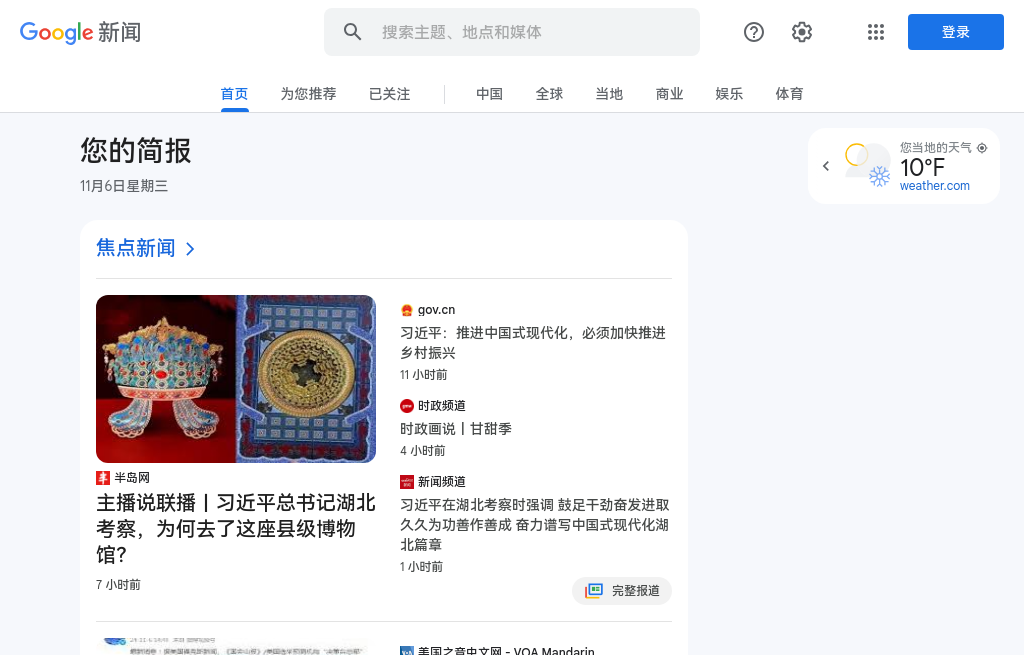 Google 新闻
搜索主题、地点和媒体
登录
首页
为您推荐
已关注
中国
全球
当地
商业
娱乐
体育
您的简报
11月6日星期三
您当地的天气
10°F
weather.com
焦点新闻
半岛网
主播说联播丨习近平总书记湖北
考察，为何去了这座县级博物
馆？
7 小时前
gov.cn
习近平：推进中国式现代化，必须加快推进
乡村振兴
11 小时前
时政频道
时政画说丨甘甜季
4 小时前
新闻频道
习近平在湖北考察时强调 鼓足干劲奋发进取
久久为功善作善成 奋力谱写中国式现代化湖
北篇章
1 小时前
完整报道
美国之音中文网 - VOA Mandarin